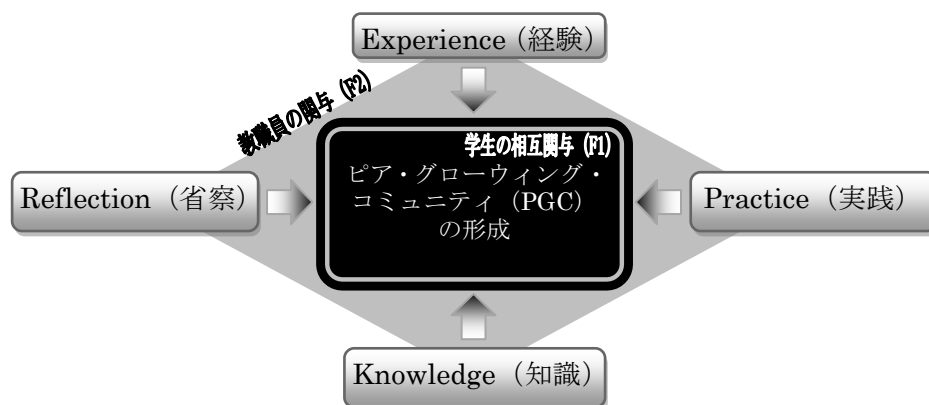 Experience（経験）
教職員の関与（F2）
学生の相互関与（F1）
ピア・グローウィング・
コミュニティ（PGC）
の形成
Reflection（省察）
Practice（実践）
Knowledge（知識）